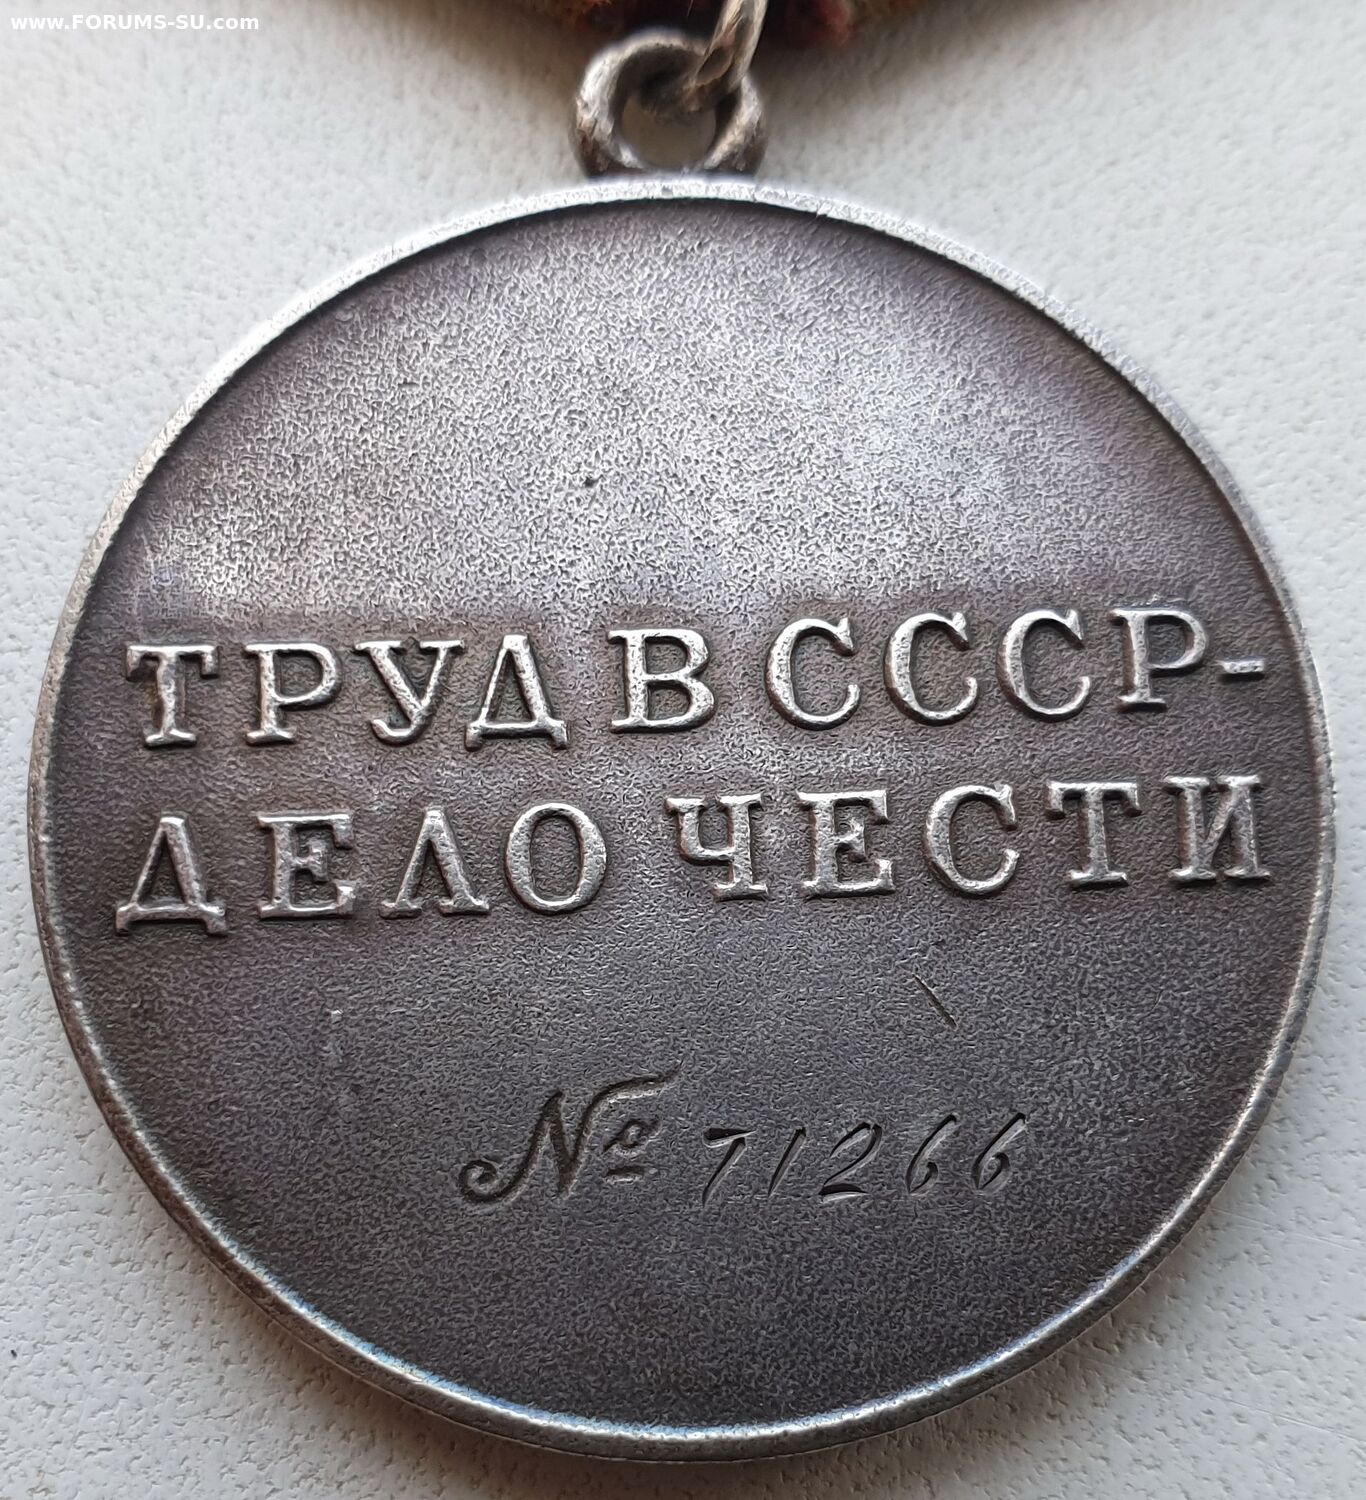 www.FORUMS-SU.com
ТРУД В СССР-
ДЕЛО ЧЕСТИ
№ 71266